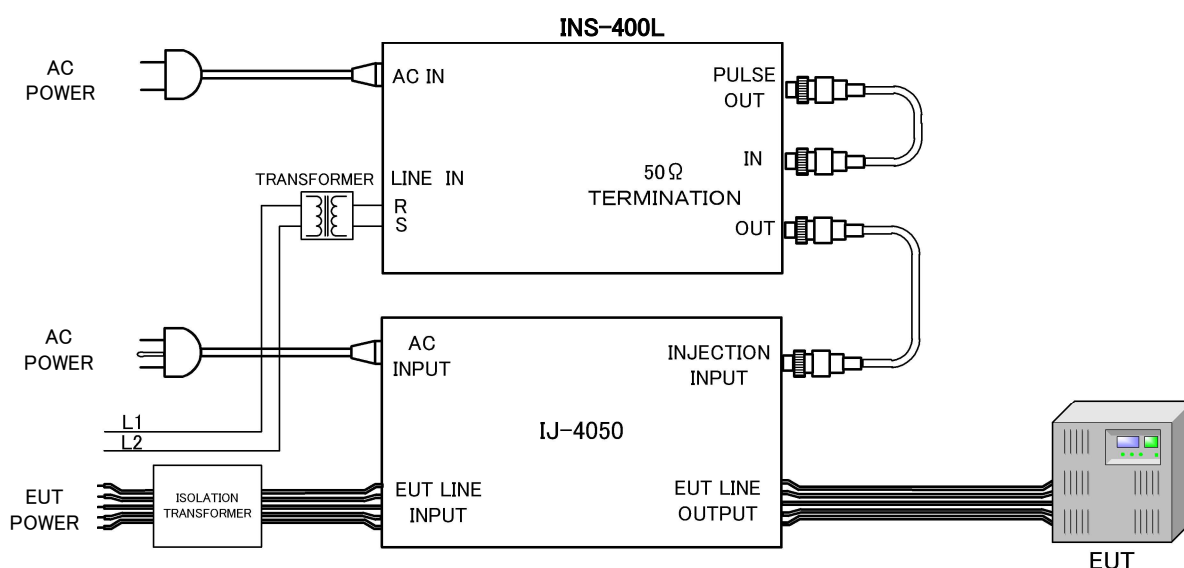 INS-400L
AC
POWER
AC IN
PULSE
OUT
IN
50Ω
TERMINATION
TRANSFORMER
LINE IN
R
S
OUT
AC
POWER
AC
INPUT
INJECTION
INPUT
L1
L2
IJ-4050
EUT
POWER
ISOLATION
TRANSFORMER
EUT LINE
INPUT
EUT LINE
OUTPUT
EUT